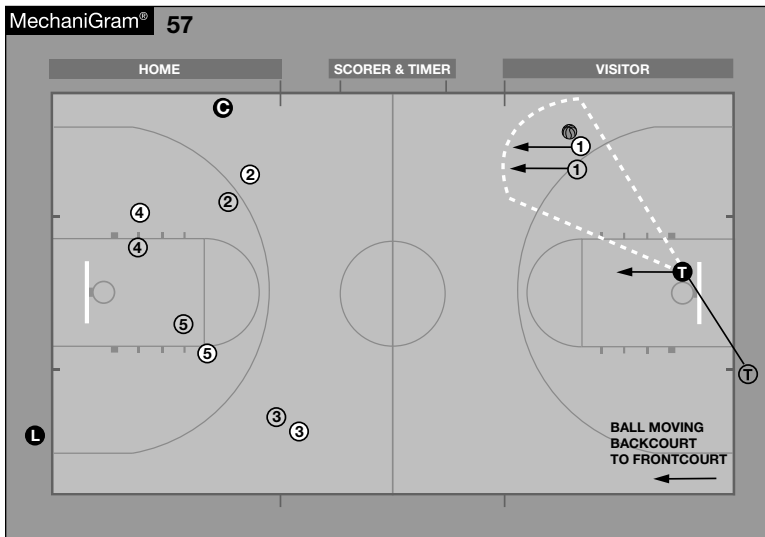 MechaniGram® 57
HOME SCORER & TIMER VISITOR
C
1
2 1
2
4
4
T
5
5
T
3
3
L
BALL MOVING
BACKCOURT
TO FRONTCOURT